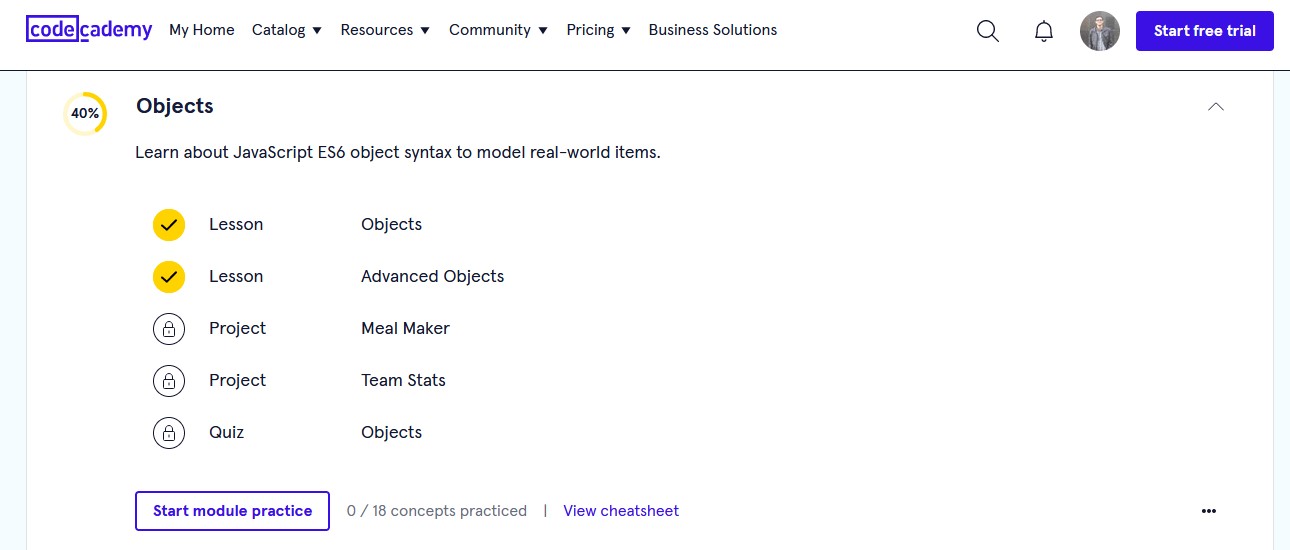 codecademy My Home Catalog Resources Community Pricing Business Solutions Start free trial
40% Objects
Learn about JavaScript ES6 object syntax to model real-world items.
Lesson Objects
Lesson Advanced Objects
Project Meal Maker
Project Team Stats
Quiz Objects
Start module practice 0 / 18 concepts practiced | View cheatsheet